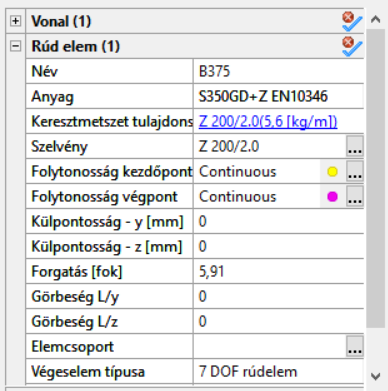 Vonal (1)
Rúd elem (1)
Név B375
Anyag S350GD+Z EN10346
Keresztmetszet tulajdons Z 200/2.0(5,6 [kg/m])
Szelvény Z 200/2.0 ...
Folytonosság kezdőpont Continuous ...
Folytonosság végpont Continuous ...
Külpontosság - y [mm] 0
Külpontosság - z [mm] 0
Forgatás [fok] 5,91
Görbeség L/y 0
Görbeség L/z 0
Elemcsoport ...
Végeselem típusa 7 DOF rúdelem